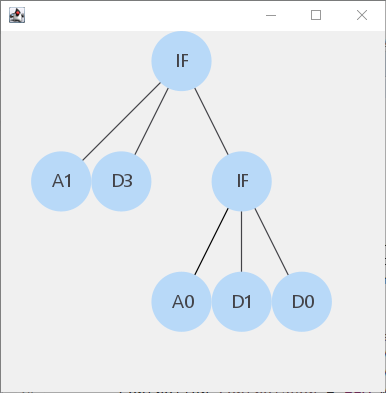 IF
A1 D3 IF
A0 D1 D0